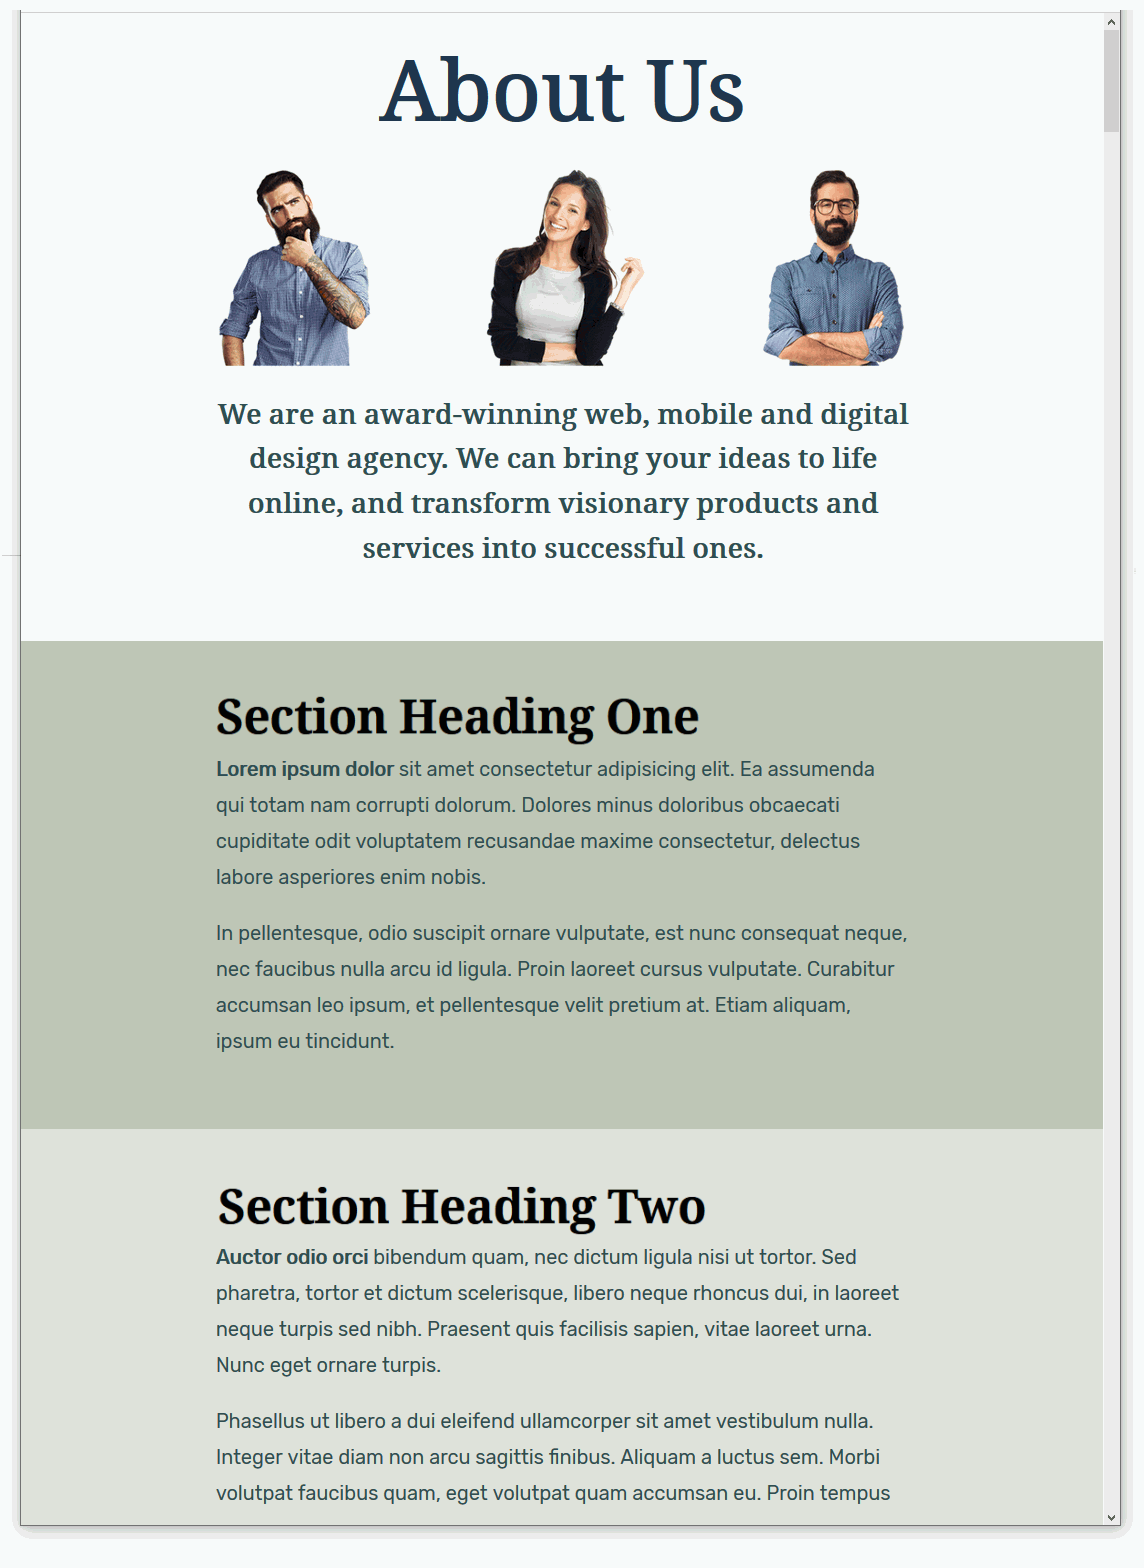 About Us
We are an award-winning web, mobile and digital
design agency. We can bring your ideas to life
online, and transform visionary products and
services into successful ones.
Section Heading One
Lorem ipsum dolor sit amet consectetur adipisicing elit. Ea assumenda
qui totam nam corrupti dolorum. Dolores minus doloribus obcaecati
cupiditate odit voluptatem recusandae maxime consectetur, delectus
labore asperiores enim nobis.
In pellentesque, odio suscipit ornare vulputate, est nunc consequat neque,
nec faucibus nulla arcu id ligula. Proin laoreet cursus vulputate. Curabitur
accumsan leo ipsum, et pellentesque velit pretium at. Etiam aliquam,
ipsum eu tincidunt.
Section Heading Two
Auctor odio orci bibendum quam, nec dictum ligula nisi ut tortor. Sed
pharetra, tortor et dictum scelerisque, libero neque rhoncus dui, in laoreet
neque turpis sed nibh. Praesent quis facilisis sapien, vitae laoreet urna.
Nunc eget ornare turpis.
Phasellus ut libero a dui eleifend ullamcorper sit amet vestibulum nulla.
Integer vitae diam non arcu sagittis finibus. Aliquam a luctus sem. Morbi
volutpat faucibus quam, eget volutpat quam accumsan eu. Proin tempus